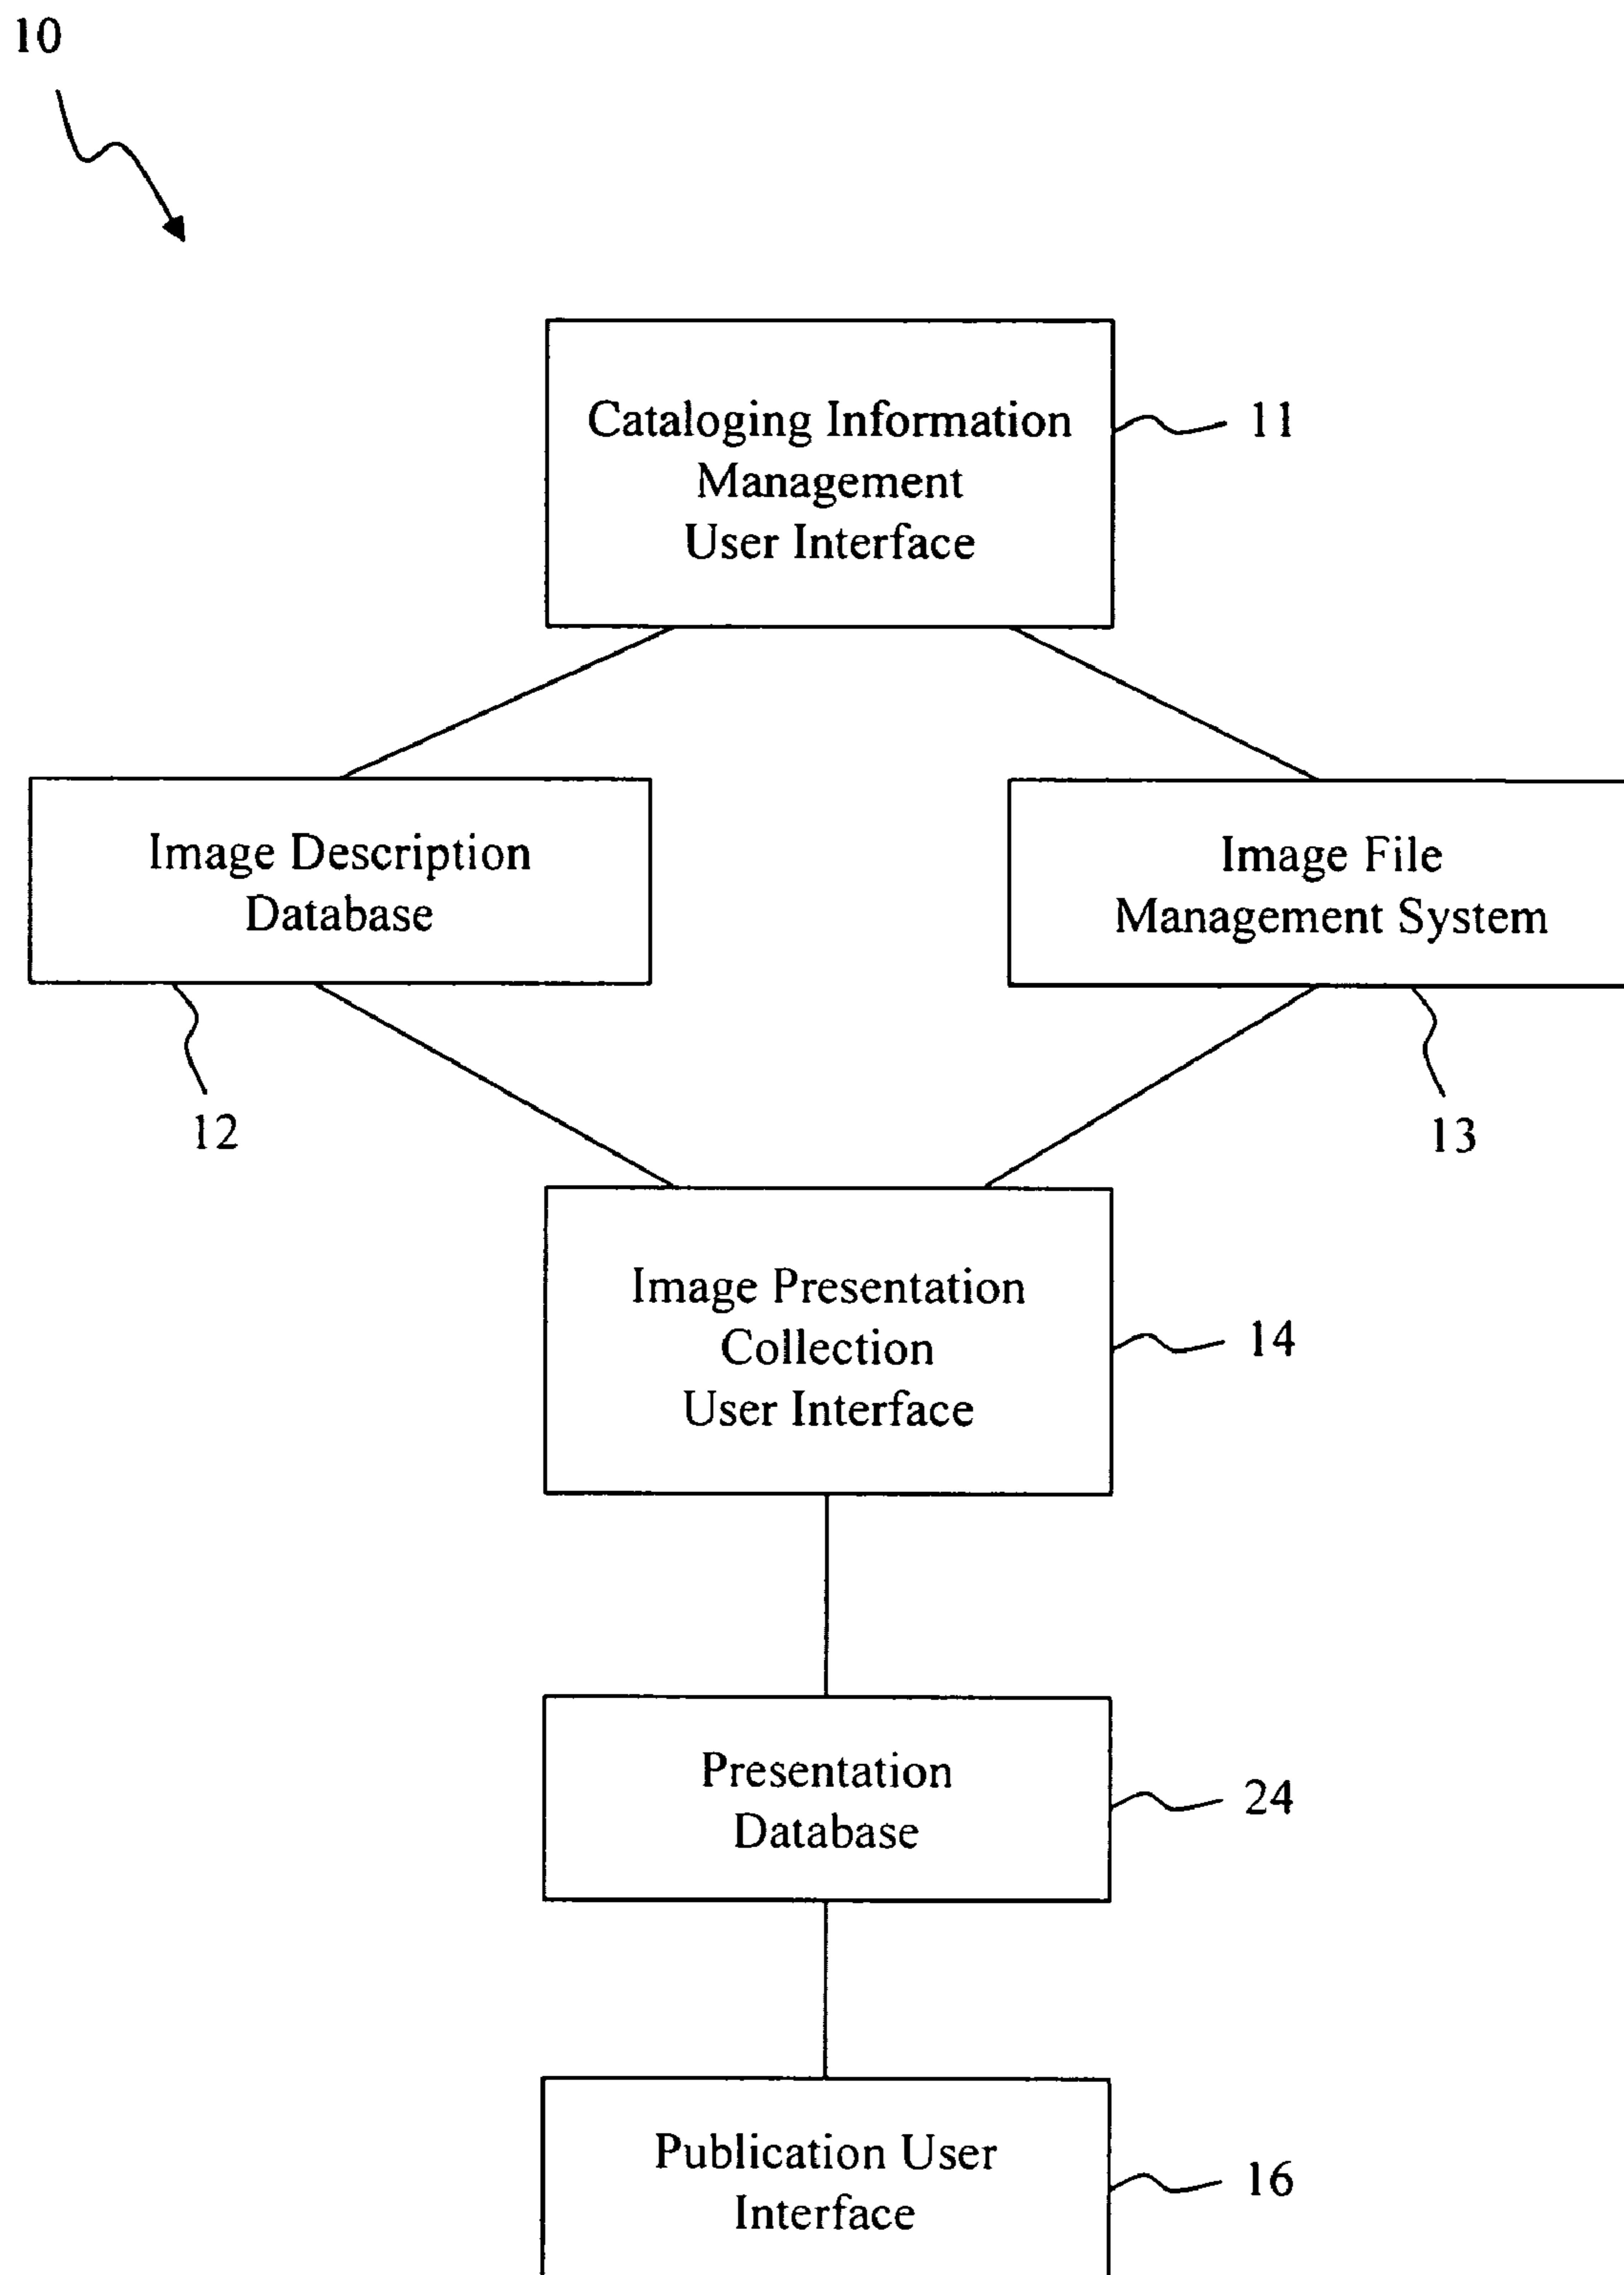 10
Cataloging Information
Management
User Interface
11
Image Description
Database
Image File
Management System
12
13
Image Presentation
Collection
User Interface
14
Presentation
Database
24
Publication User
Interface
16